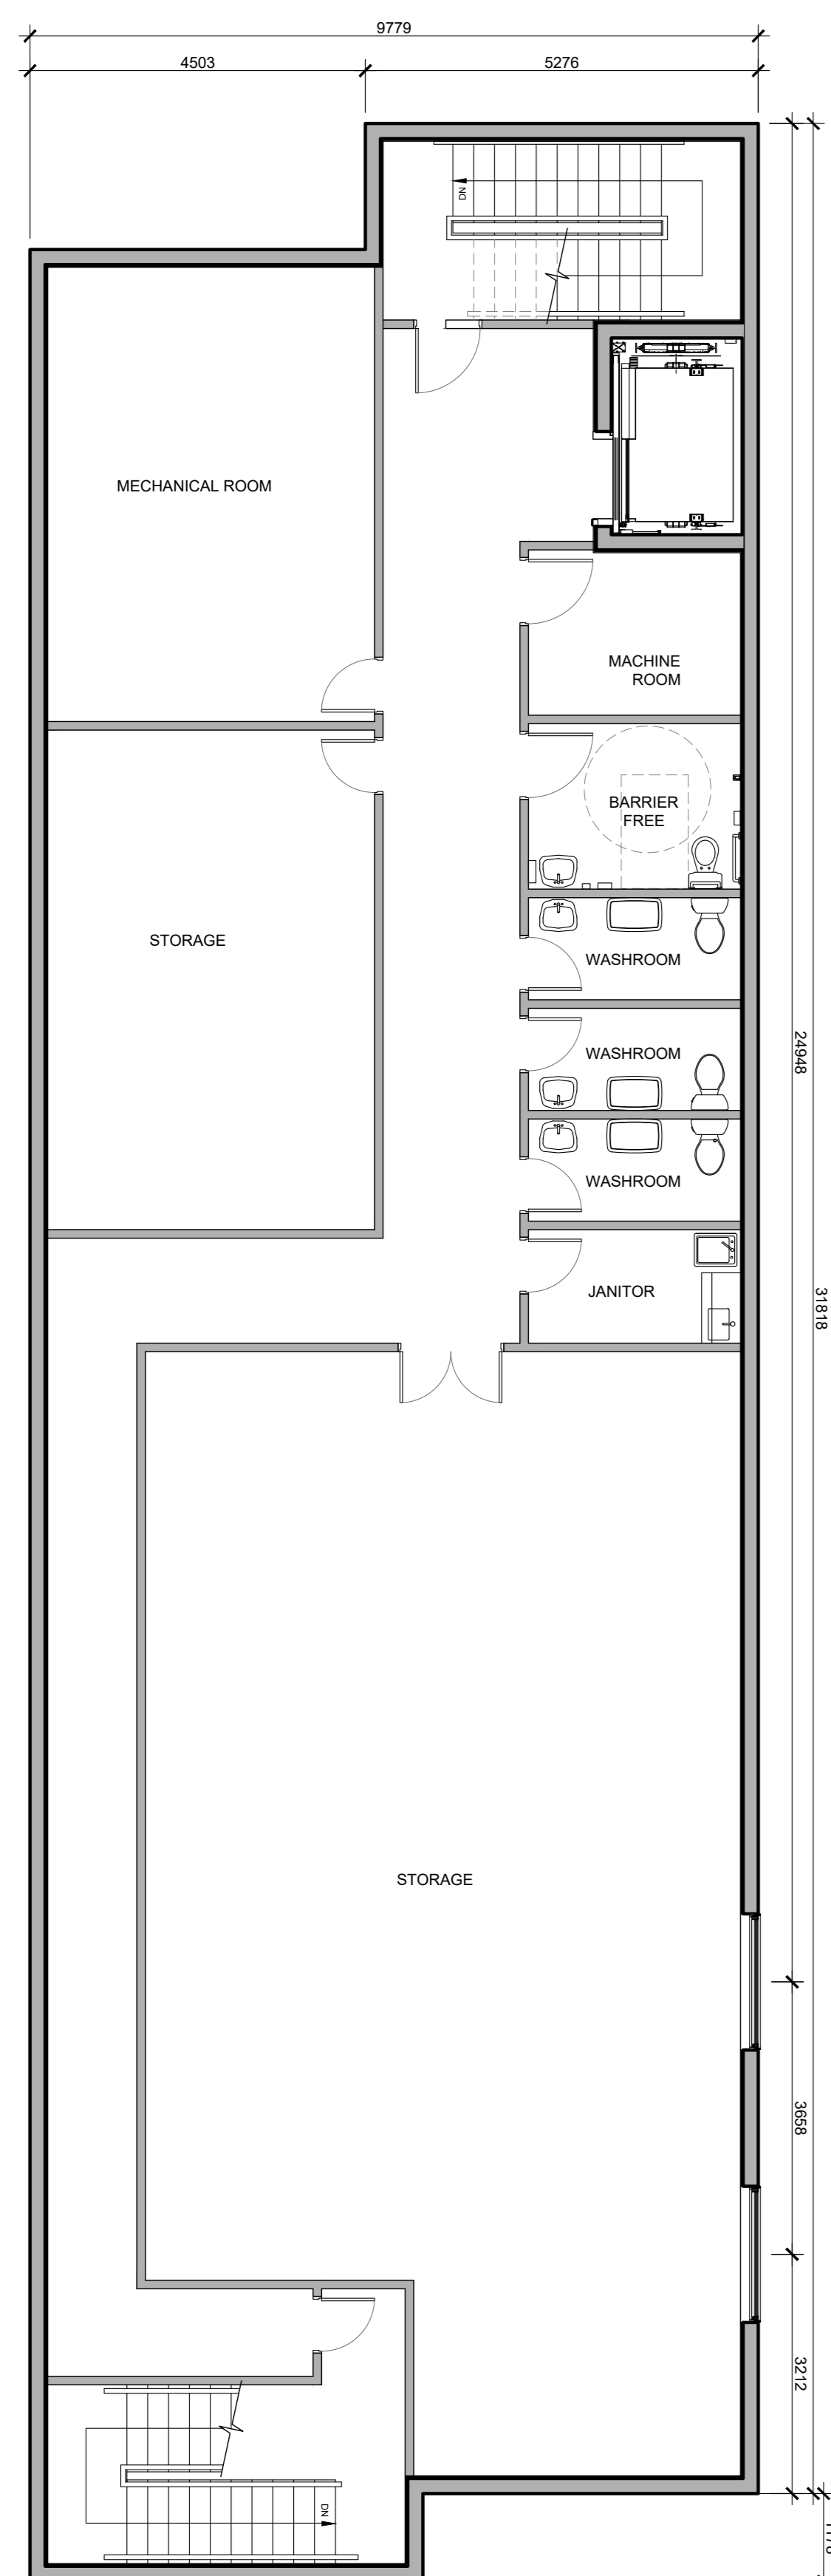 9779
4503
5276
DN
MECHANICAL ROOM
MACHINE
ROOM
BARRIER
FREE
STORAGE
WASHROOM
24948
WASHROOM
WASHROOM
31818
JANITOR
STORAGE
3658
3212
DN